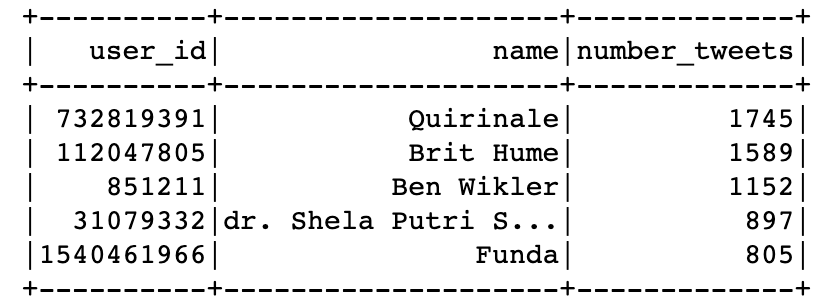 +----------+--------------------+-------------+
|   user_id|                name|number_tweets|
+----------+--------------------+-------------+
| 732819391|           Quirinale|         1745|
| 112047805|           Brit Hume|         1589|
|    851211|          Ben Wikler|         1152|
|  31079332|dr. Shela Putri S...|          897|
|1540461966|               Funda|          805|
+----------+--------------------+-------------+